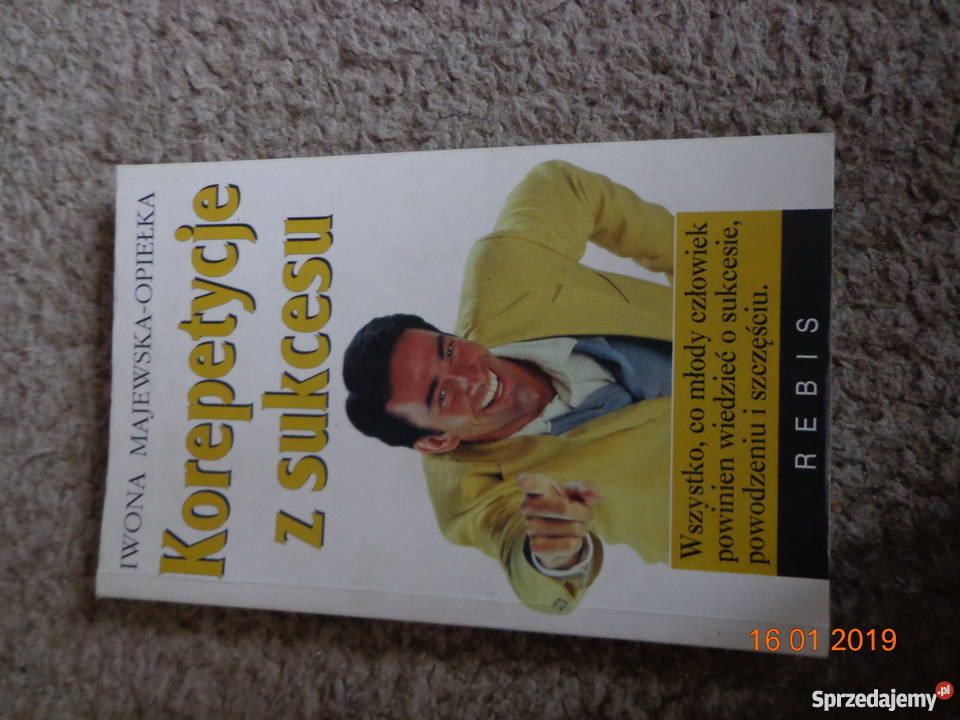 IWONA MAJEWSKA-OPIEŁKA
Korepetycje
z sukcesu
Wszystko, co młody człowiek
powinien wiedzieć o sukcesie,
powodzeniu i szczęściu.
REBIS
16 01 2019
Sprzedajemy.pl